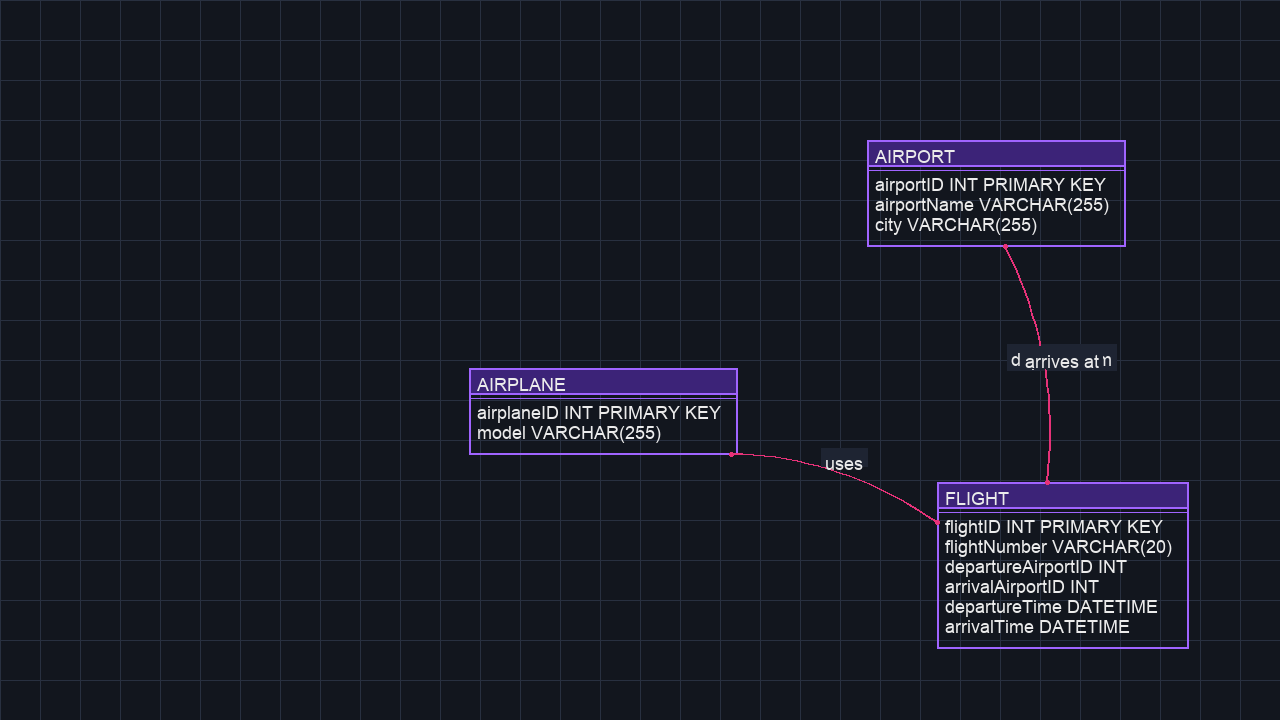 AIRPORT
airportID INT PRIMARY KEY
airportName VARCHAR(255)
city VARCHAR(255)
arrives at
AIRPLANE
airplaneID INT PRIMARY KEY
model VARCHAR(255)
uses
FLIGHT
flightID INT PRIMARY KEY
flightNumber VARCHAR(20)
departureAirportID INT
arrivalAirportID INT
departureTime DATETIME
arrivalTime DATETIME